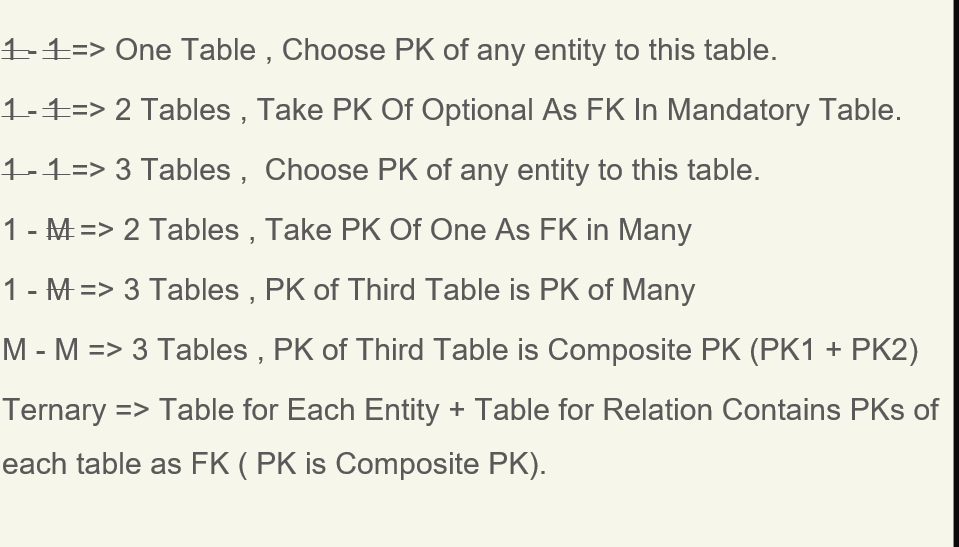 1 - 1 => One Table , Choose PK of any entity to this table.
1 - 1 => 2 Tables , Take PK Of Optional As FK In Mandatory Table.
1 - 1 => 3 Tables ,  Choose PK of any entity to this table.
1 - M => 2 Tables , Take PK Of One As FK in Many
1 - M => 3 Tables , PK of Third Table is PK of Many
M - M => 3 Tables , PK of Third Table is Composite PK (PK1 + PK2)
Ternary => Table for Each Entity + Table for Relation Contains PKs of
each table as FK ( PK is Composite PK).